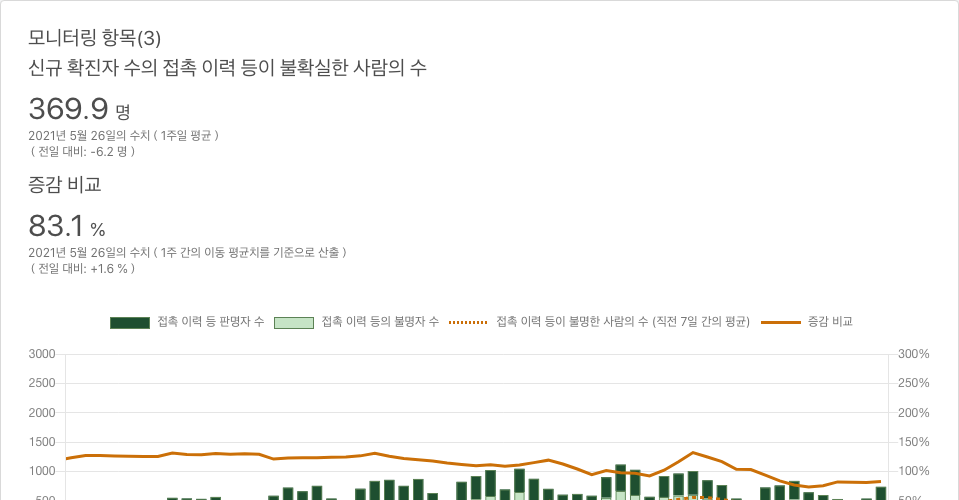 모니터링 항목(3)
신규 확진자 수의 접촉 이력 등이 불확실한 사람의 수
369.9 명
2021년 5월 26일의 수치 ( 1주일 평균 )
( 전일 대비: -6.2 명 )
증감 비교
83.1 %
2021년 5월 26일의 수치 ( 1주 간의 이동 평균치를 기준으로 산출 )
( 전일 대비: +1.6 % )
접촉 이력 등 판명자 수 접촉 이력 등의 불명자 수 접촉 이력 등이 불명한 사람의 수 (직전 7일 간의 평균) 증감 비교
3000 300%
2500 250%
2000 200%
1500 150%
1000 100%
500 50%